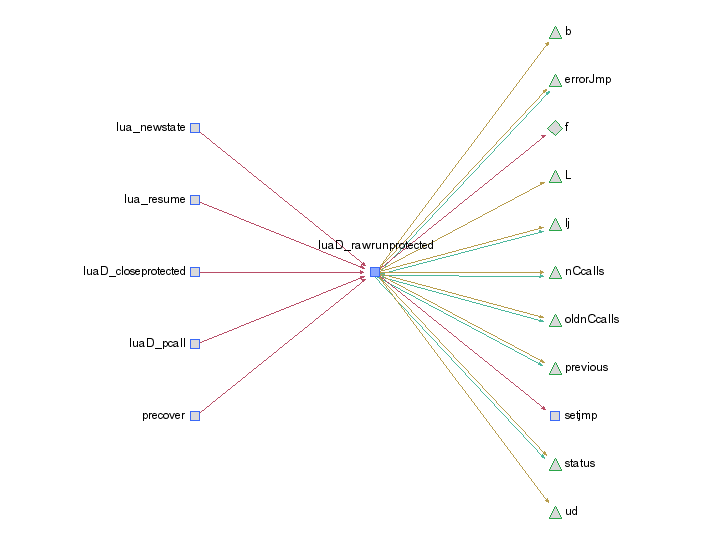 lua_newstate
lua_resume
luaD_closeprotected
luaD_pcall
precover
luaD_rawrunprotected
b
errorJmp
f
L
lj
nCcalls
oldnCcalls
previous
setjmp
status
ud